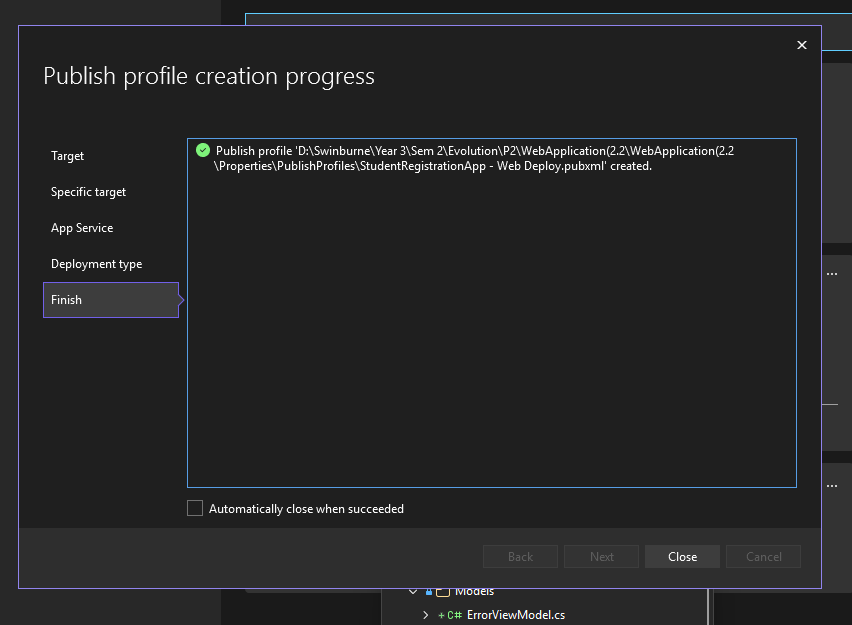 Publish profile creation progress
Target
Specific target
App Service
Deployment type
Finish
Publish profile 'D:\Swinburne\Year 3\Sem 2\Evolution\P2\WebApplication(2.2\WebApplication(2.2
\Properties\PublishProfiles\StudentRegistrationApp - Web Deploy.pubxml' created.
Automatically close when succeeded
Back
Next
Close
Cancel
Models
C# ErrorViewModel.cs